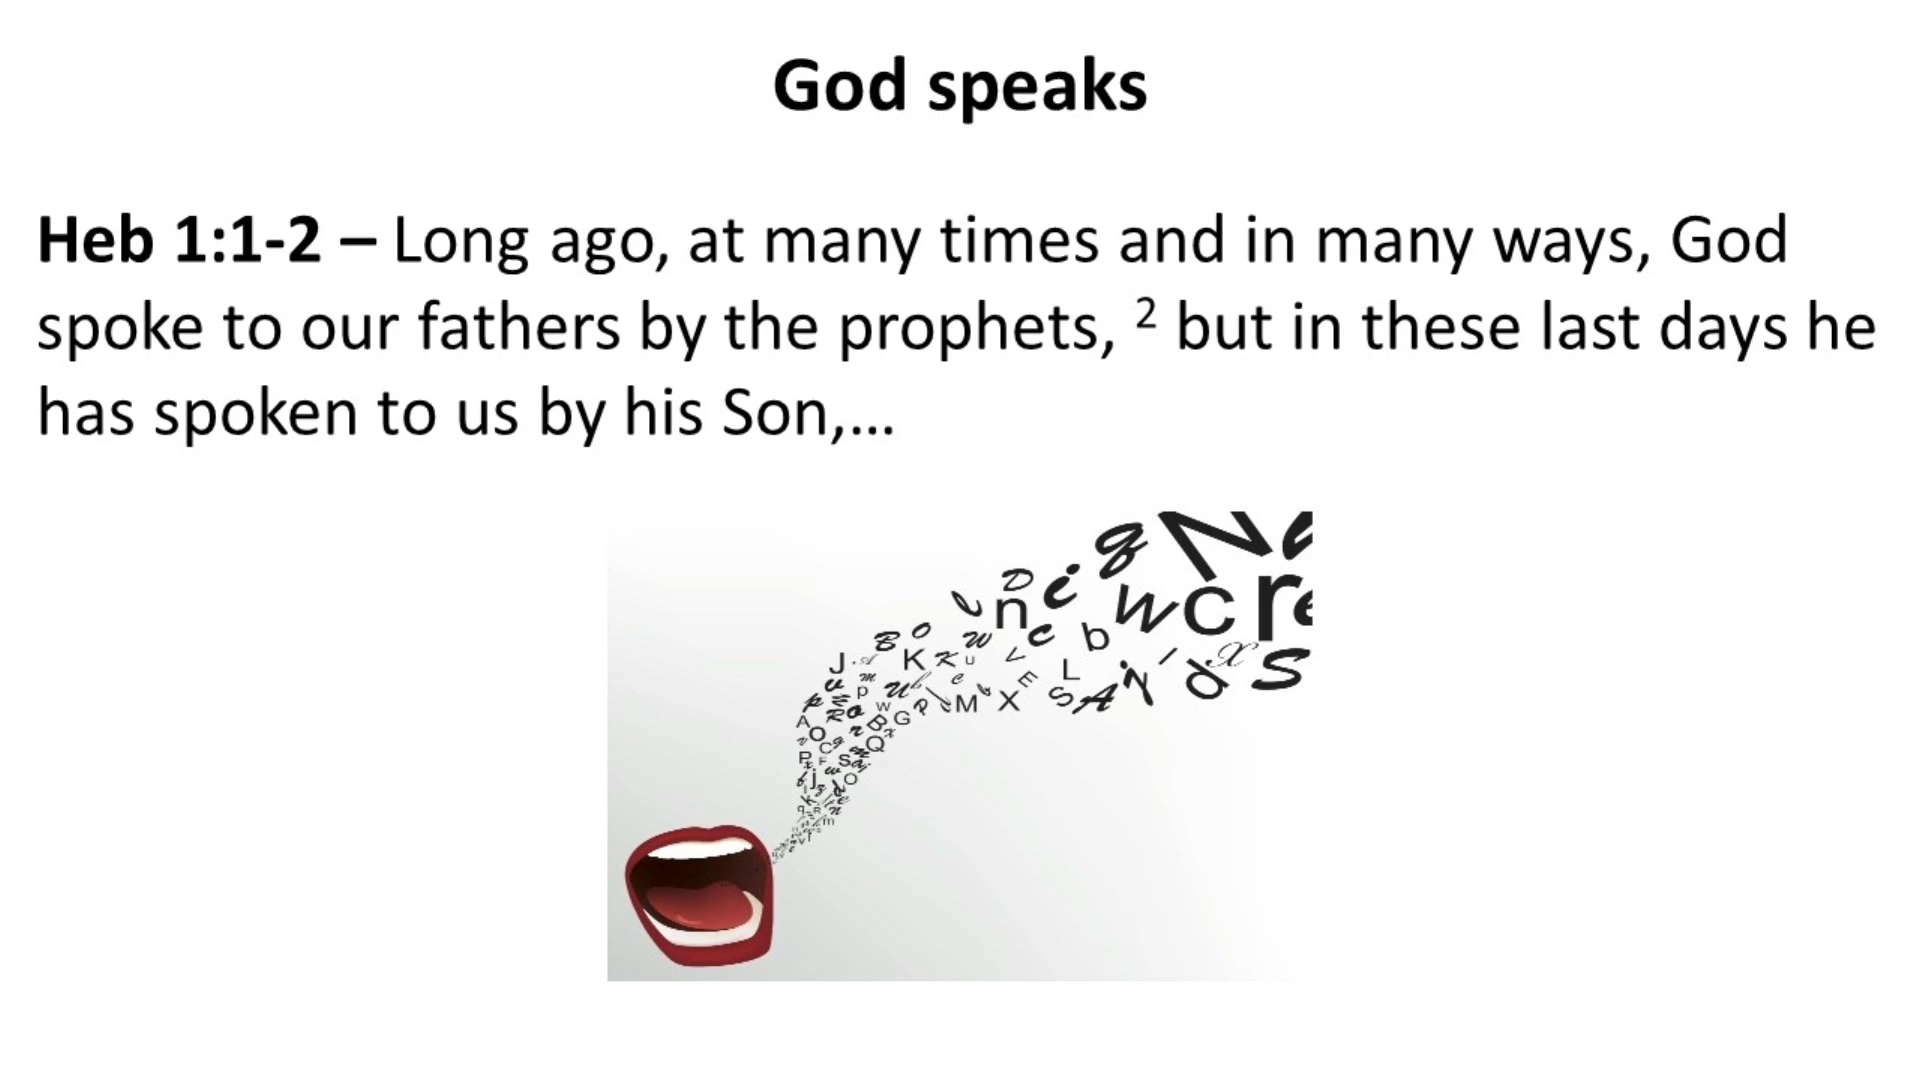 God speaks
Heb 1:1-2 – Long ago, at many times and in many ways, God
spoke to our fathers by the prophets, ² but in these last days he
has spoken to us by his Son,...